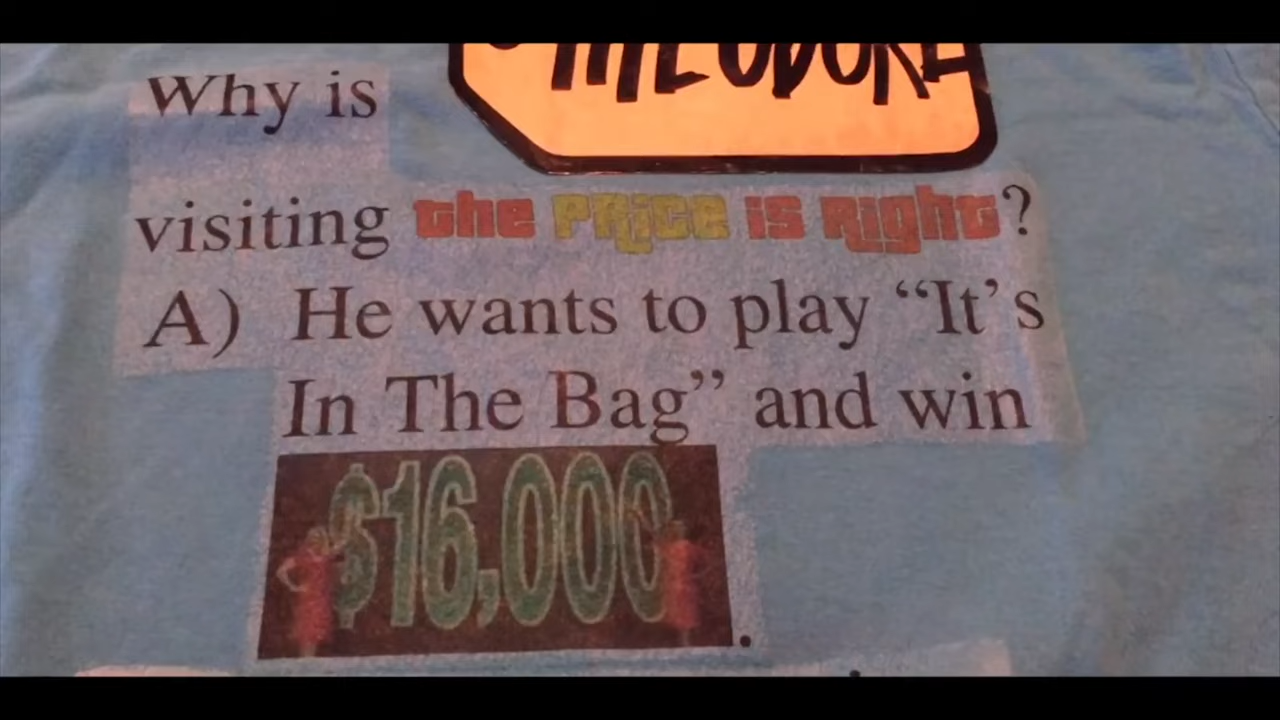 THEODORE
Why is
visiting the PRICE is Right?
A) He wants to play “It’s
In The Bag” and win
$16,000.